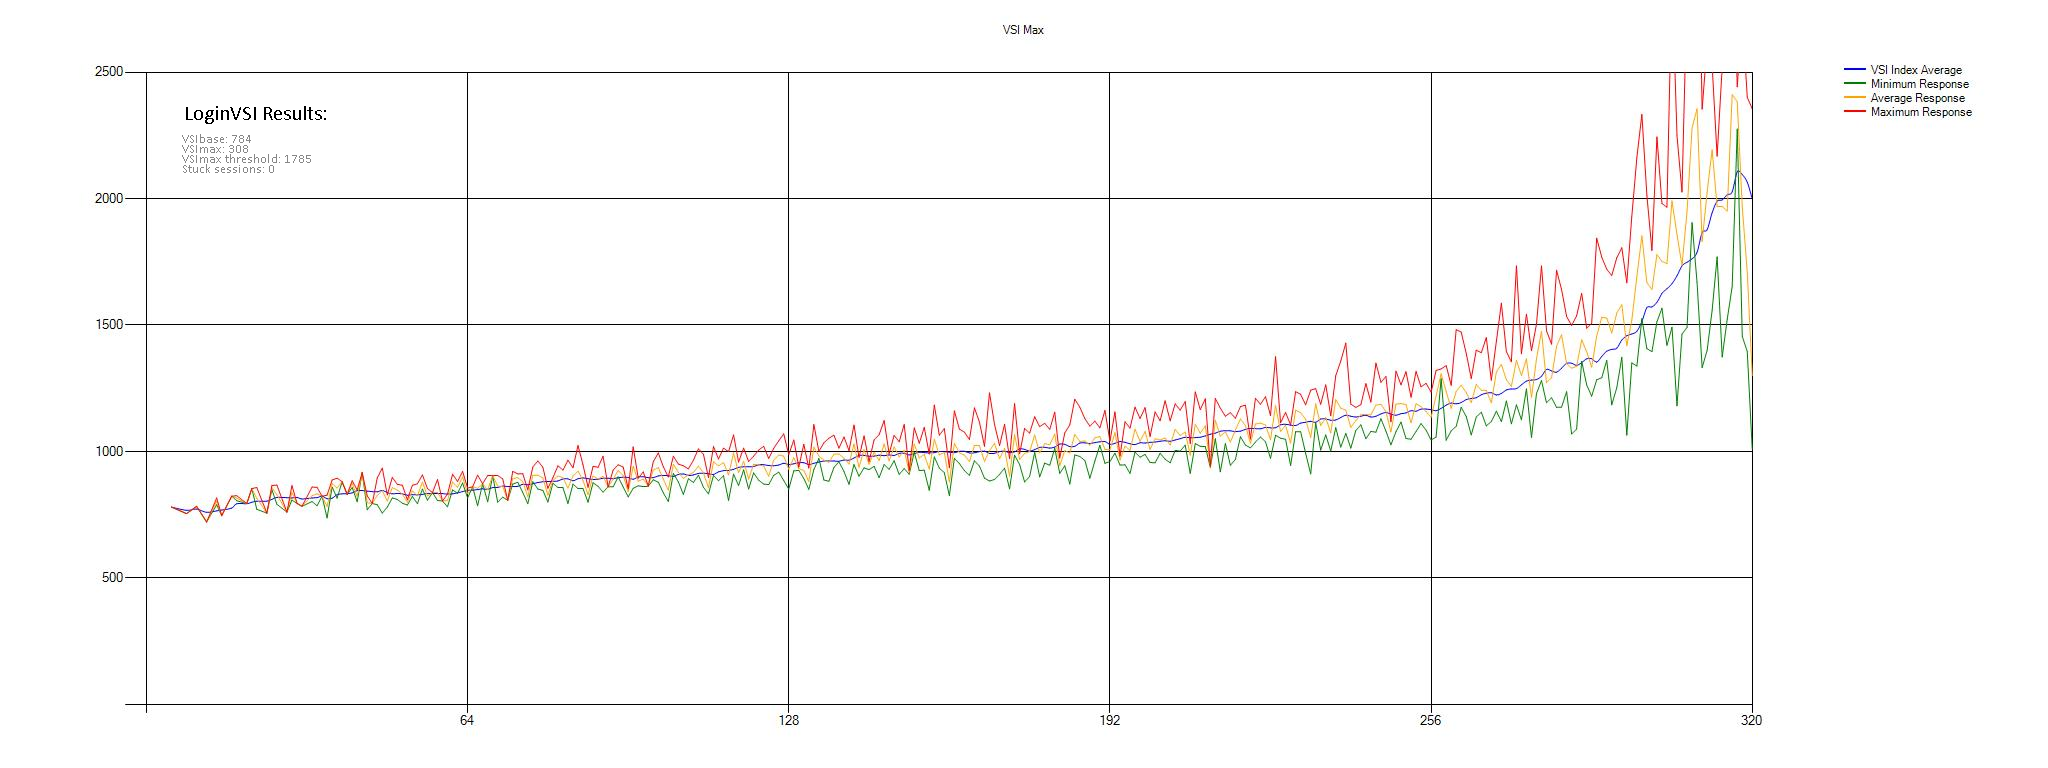 VSI Max
VSI Index Average
Minimum Response
Average Response
Maximum Response
2500
LoginVSI Results:
VSIbase: 784
VSImax: 308
VSImax threshold: 1785
Stuck sessions: 0
2000
1500
1000
500
64
128
192
256
320